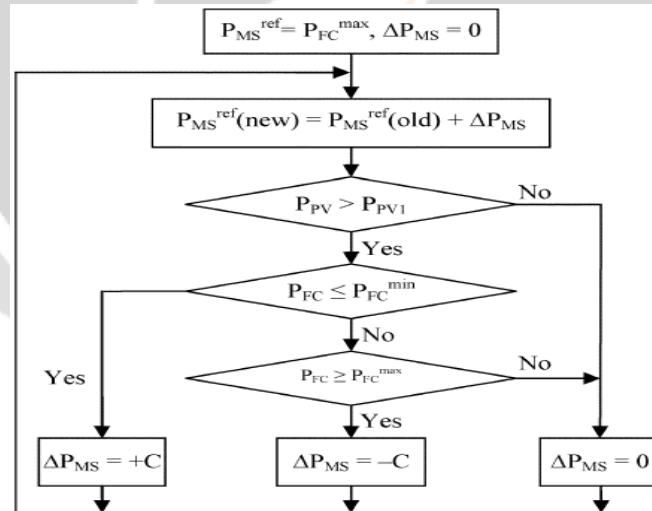 P_MS^ref= P_FC^max, ΔP_MS = 0
P_MS^ref(new) = P_MS^ref(old) + ΔP_MS
P_PV > P_PV1
No
Yes
P_FC ≤ P_FC^min
No
Yes
P_FC ≥ P_FC^max
No
Yes
ΔP_MS = +C
ΔP_MS = –C
ΔP_MS = 0